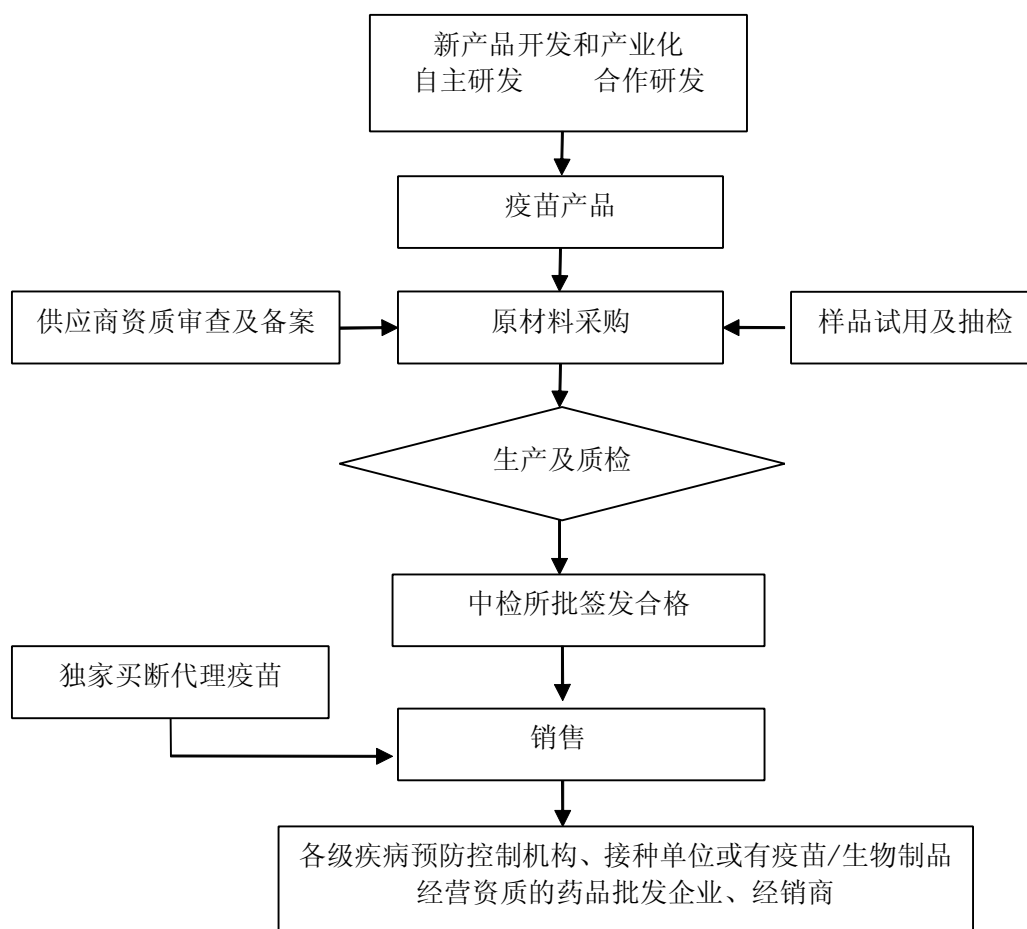 新产品开发和产业化
自主研发 合作研发
疫苗产品
供应商资质审查及备案
原材料采购
样品试用及抽检
生产及质检
中检所批签发合格
独家买断代理疫苗
销售
各级疾病预防控制机构、接种单位或有疫苗/生物制品
经营资质的药品批发企业、经销商